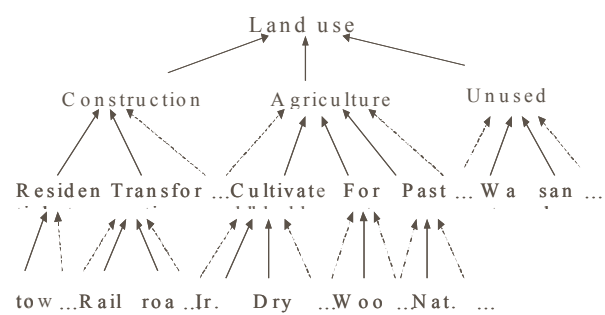 Land use
Construction Agriculture Unused
Residen Transfor ...Cultivate For Past ... Wa san ...
tow ...Rail roa ...Ir. Dry ...Woo ...Nat. ...